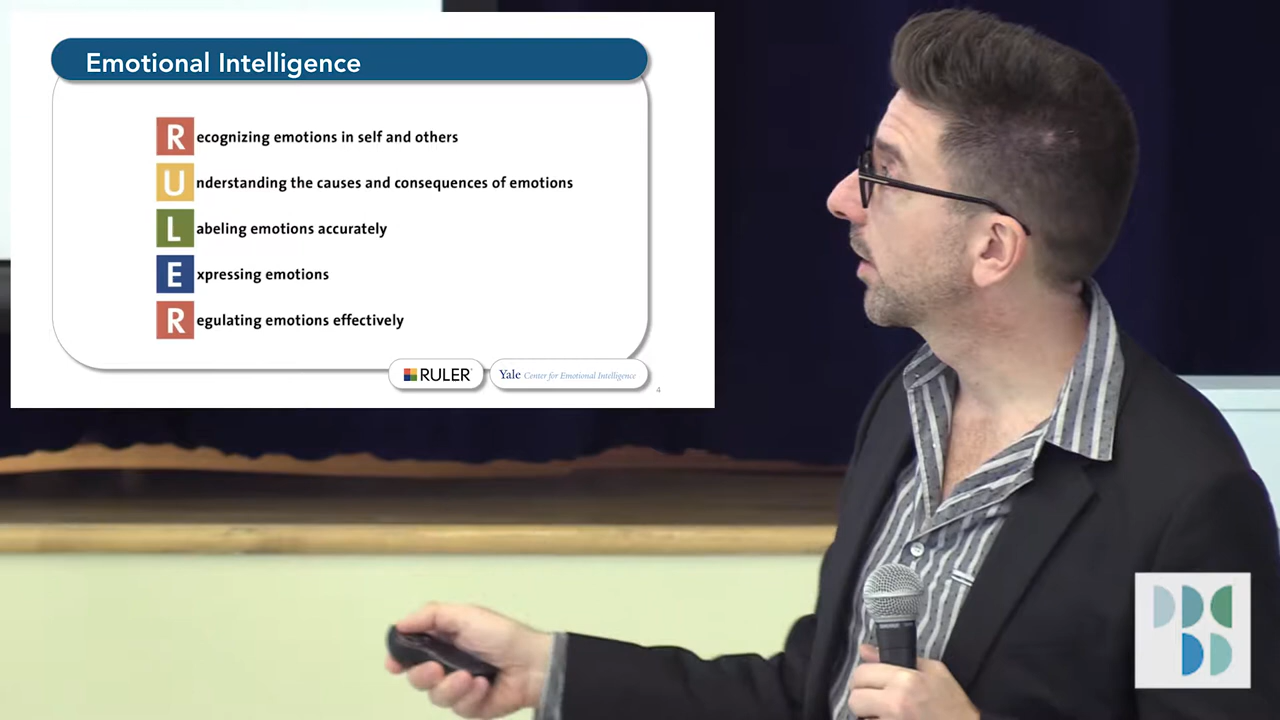 Emotional Intelligence
Recognizing emotions in self and others
Understanding the causes and consequences of emotions
Labeling emotions accurately
Expressing emotions
Regulating emotions effectively
RULER
Yale Center for Emotional Intelligence
4